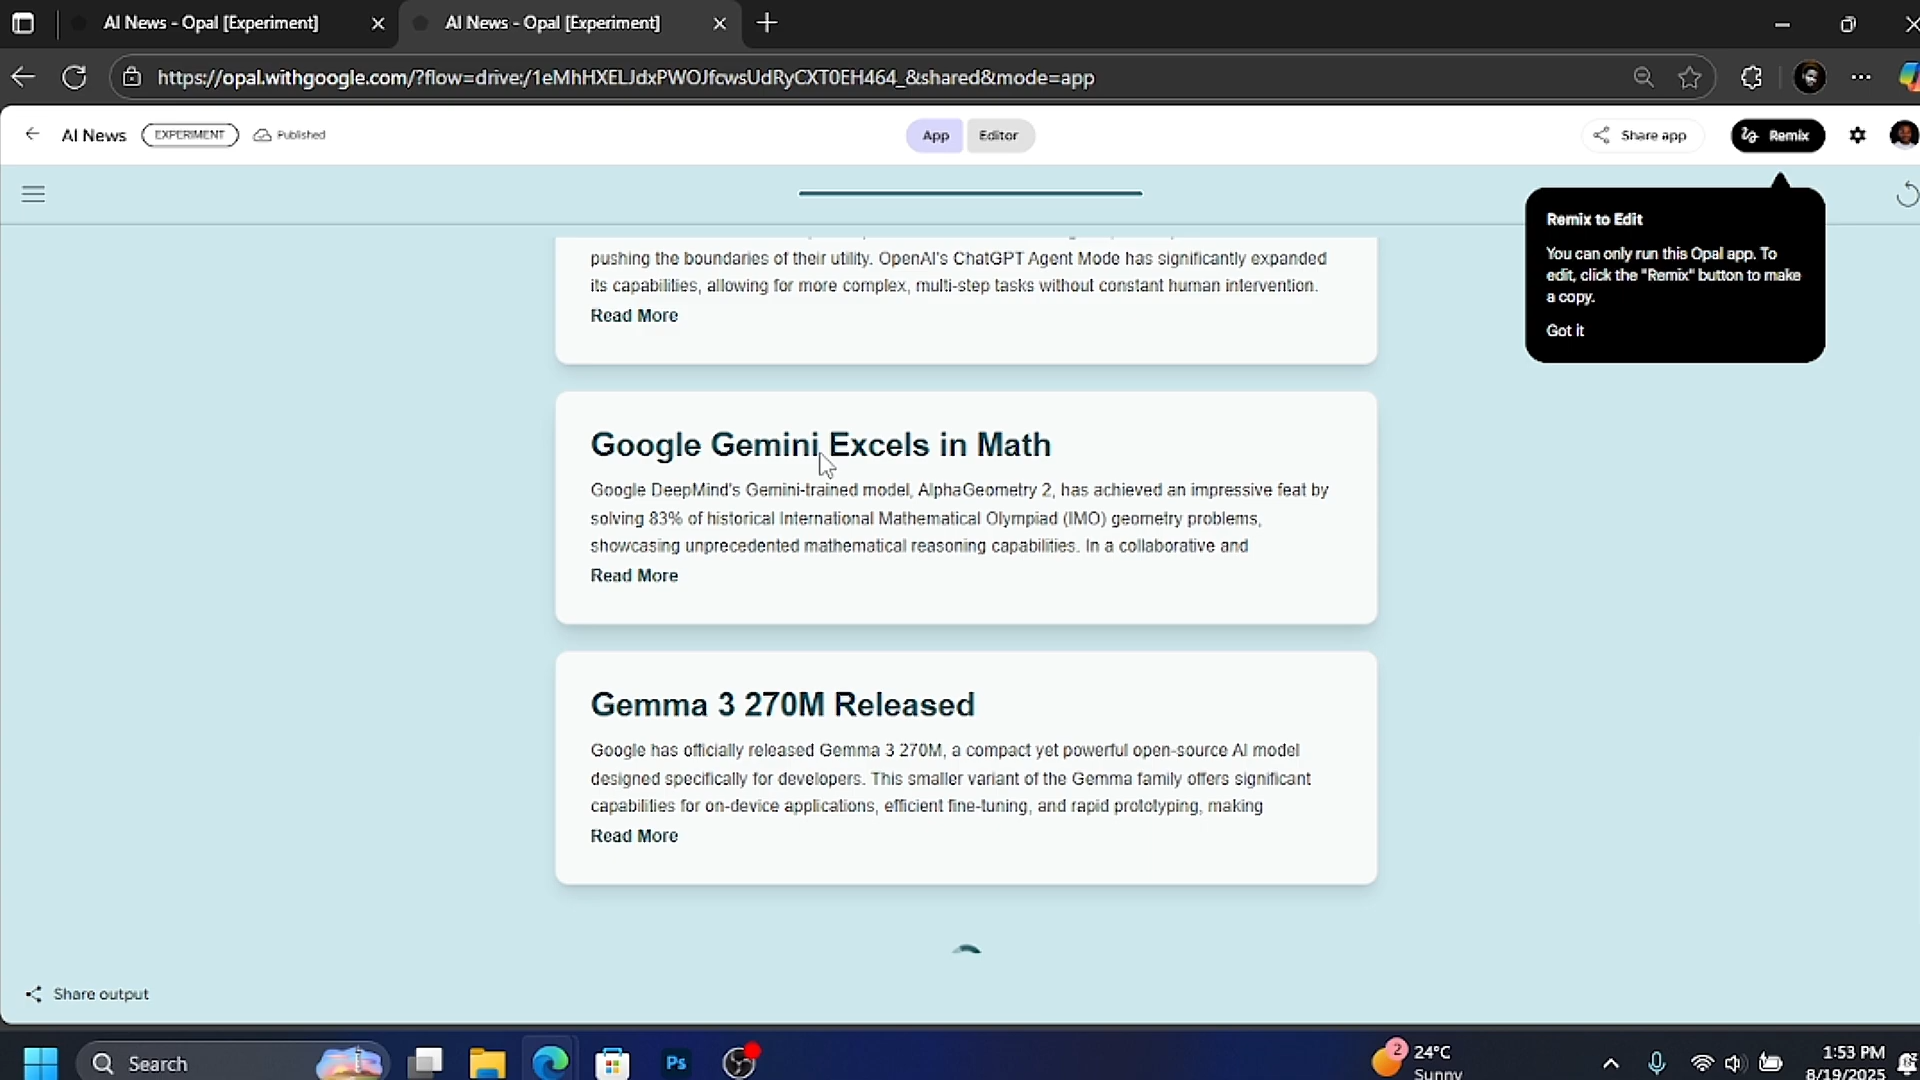 AI News - Opal [Experiment]
AI News - Opal [Experiment]
https://opal.withgoogle.com/?flow=drive:/1eMhHXELJdxPWOJfcwsUdRyCXT0EH464_&shared&mode=app
AI News
EXPERIMENT
Published
App
Editor
Share app
Remix
Remix to Edit
You can only run this Opal app. To
edit, click the "Remix" button to make
a copy.
Got it
pushing the boundaries of their utility. OpenAI's ChatGPT Agent Mode has significantly expanded
its capabilities, allowing for more complex, multi-step tasks without constant human intervention.
Read More
Google Gemini Excels in Math
Google DeepMind's Gemini-trained model, AlphaGeometry 2, has achieved an impressive feat by
solving 83% of historical International Mathematical Olympiad (IMO) geometry problems,
showcasing unprecedented mathematical reasoning capabilities. In a collaborative and
Read More
Gemma 3 270M Released
Google has officially released Gemma 3 270M, a compact yet powerful open-source AI model
designed specifically for developers. This smaller variant of the Gemma family offers significant
capabilities for on-device applications, efficient fine-tuning, and rapid prototyping, making
Read More
Share output
Search
Ps
2
24°C
Sunny
1:53 PM
8/19/2025